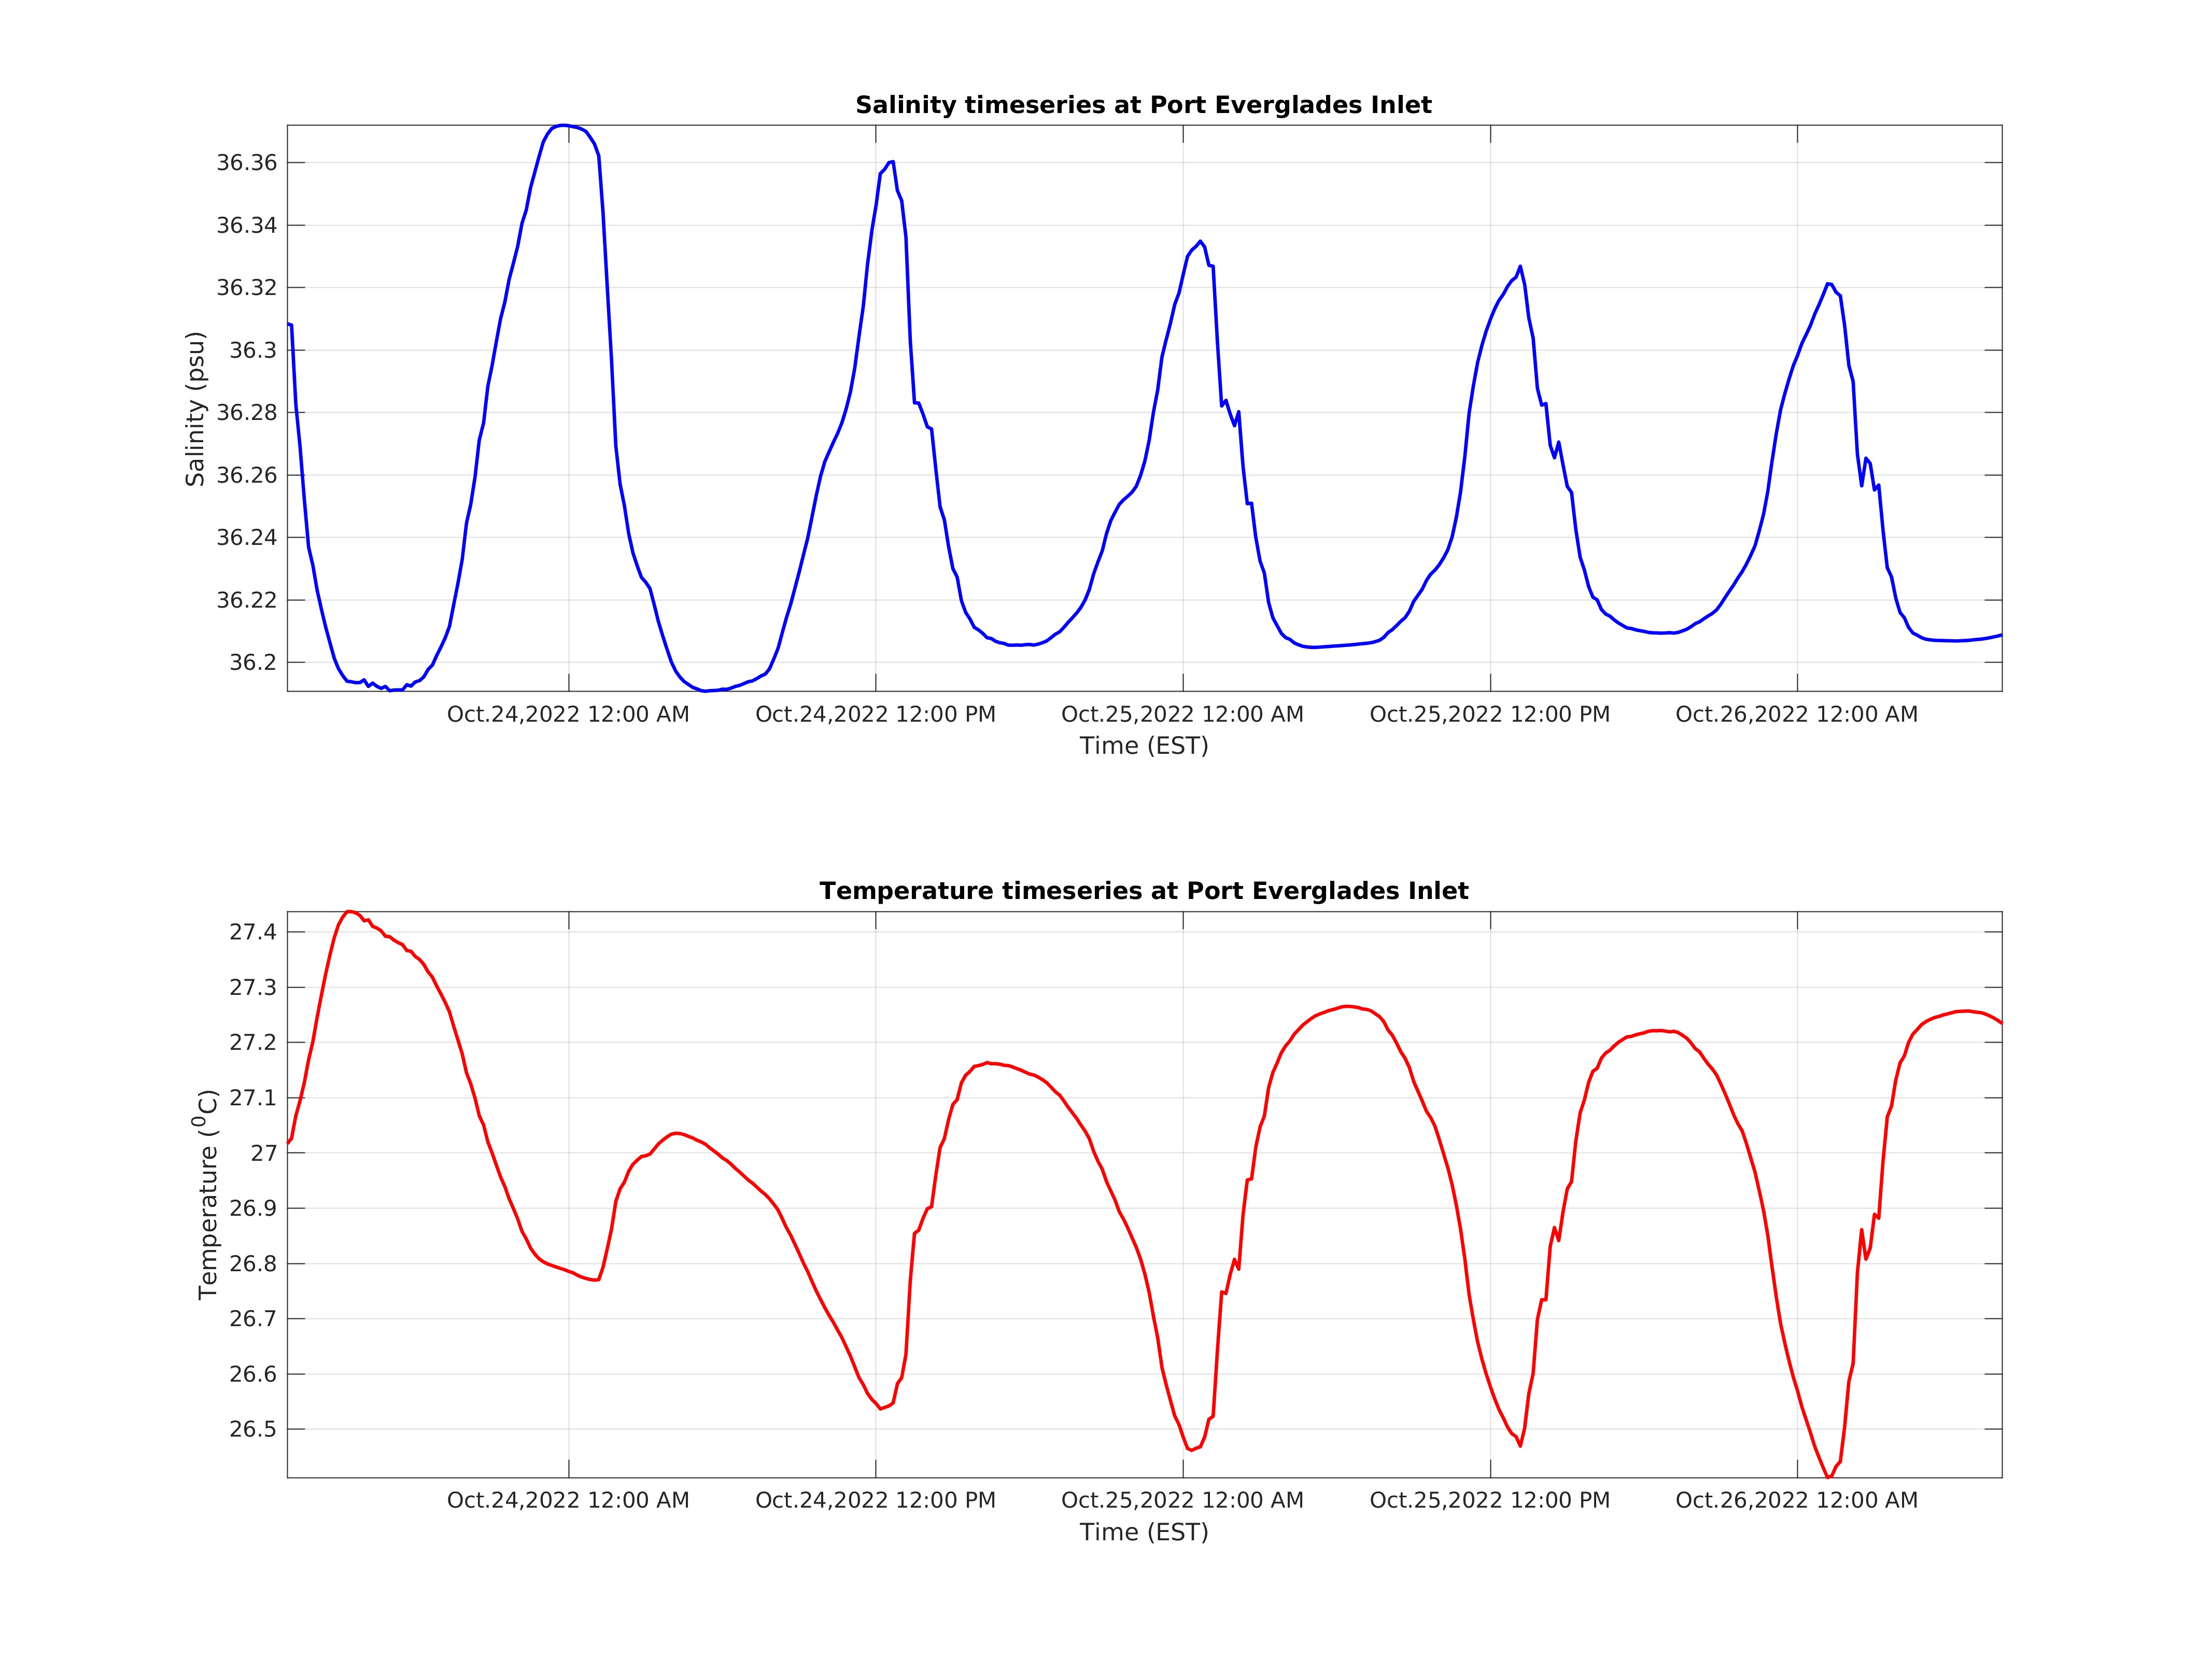 Salinity timeseries at Port Everglades Inlet
36.36
36.34
36.32
36.3
36.28
36.26
36.24
36.22
36.2
Salinity (psu)
Oct.24,2022 12:00 AM
Oct.24,2022 12:00 PM
Oct.25,2022 12:00 AM
Oct.25,2022 12:00 PM
Oct.26,2022 12:00 AM
Time (EST)
Temperature timeseries at Port Everglades Inlet
27.4
27.3
27.2
27.1
27
26.9
26.8
26.7
26.6
26.5
Temperature (⁰C)
Oct.24,2022 12:00 AM
Oct.24,2022 12:00 PM
Oct.25,2022 12:00 AM
Oct.25,2022 12:00 PM
Oct.26,2022 12:00 AM
Time (EST)